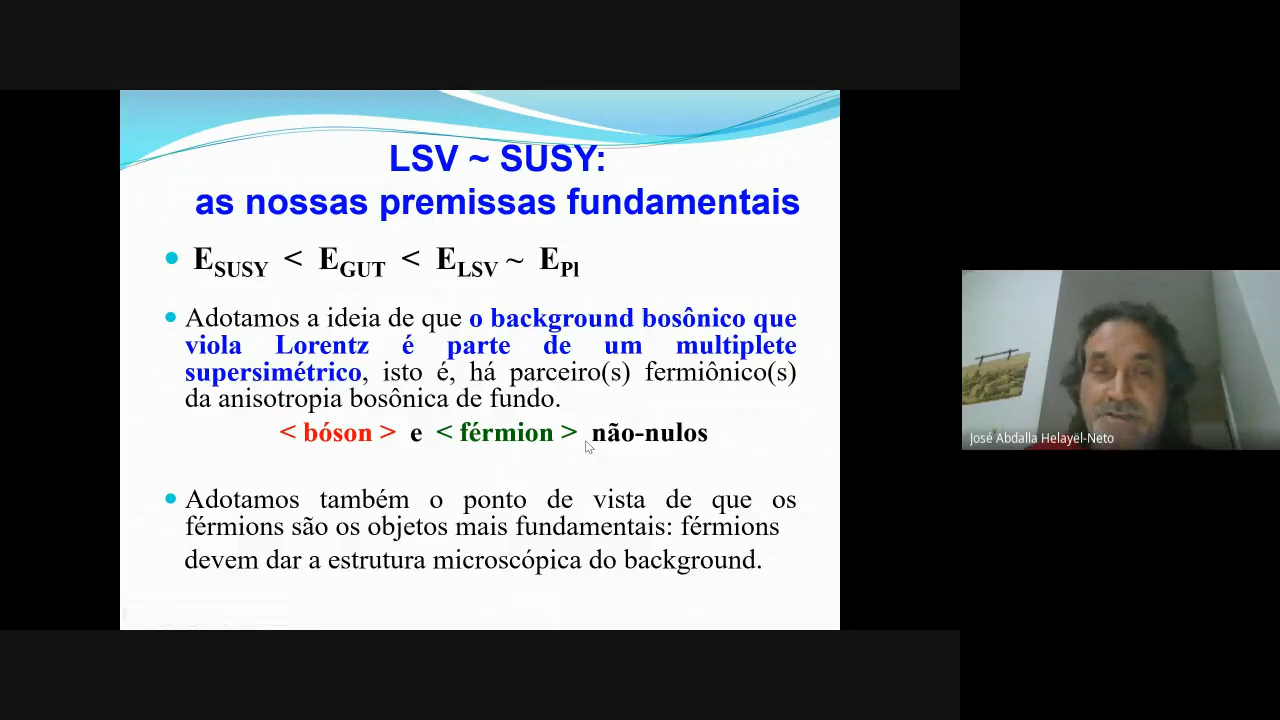 LSV ~ SUSY:
as nossas premissas fundamentais
E_SUSY < E_GUT < E_LSV ~ E_Pl
Adotamos a ideia de que o background bosônico que
viola Lorentz é parte de um multiplete
supersimétrico, isto é, há parceiro(s) fermiônico(s)
da anisotropia bosônica de fundo.
< bóson > e < férmion > não-nulos
Adotamos também o ponto de vista de que os
férmions são os objetos mais fundamentais: férmions
devem dar a estrutura microscópica do background.
José Abdalla Helayël-Neto